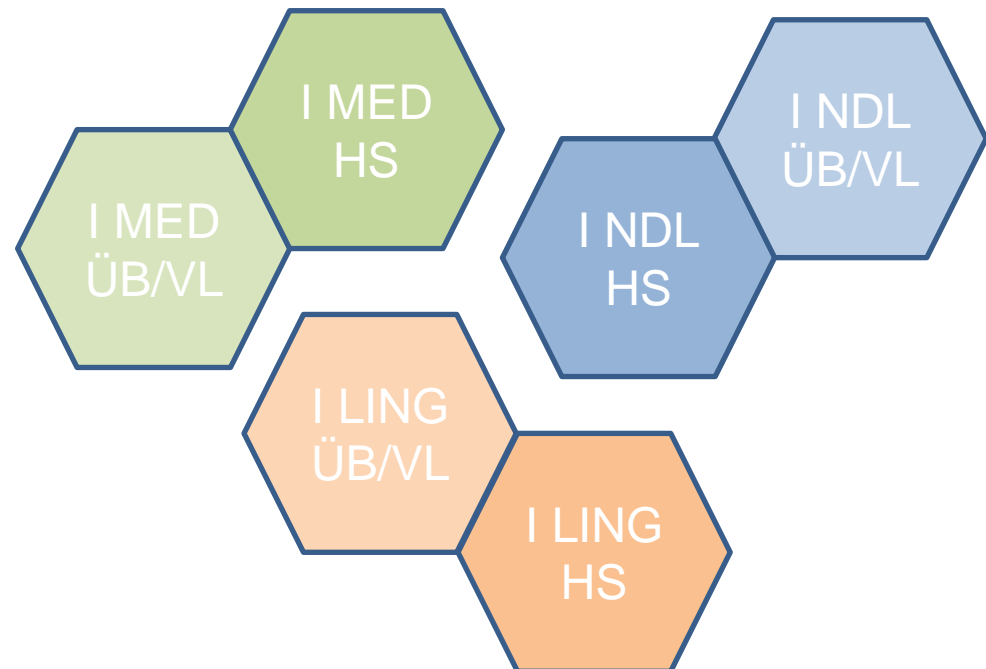 I MED
HS
I MED
ÜB/VL
I NDL
ÜB/VL
I NDL
HS
I LING
ÜB/VL
I LING
HS